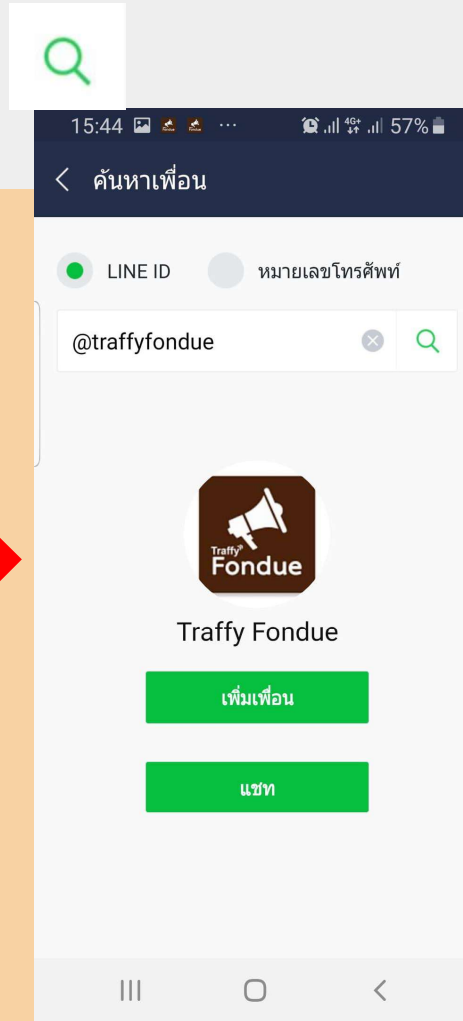 15:44 ... 4G+ 57%
ค้นหาเพื่อน
LINE ID หมายเลขโทรศัพท์
@traffyfondue
Traffy
Fondue
Traffy Fondue
เพิ่มเพื่อน
แชท